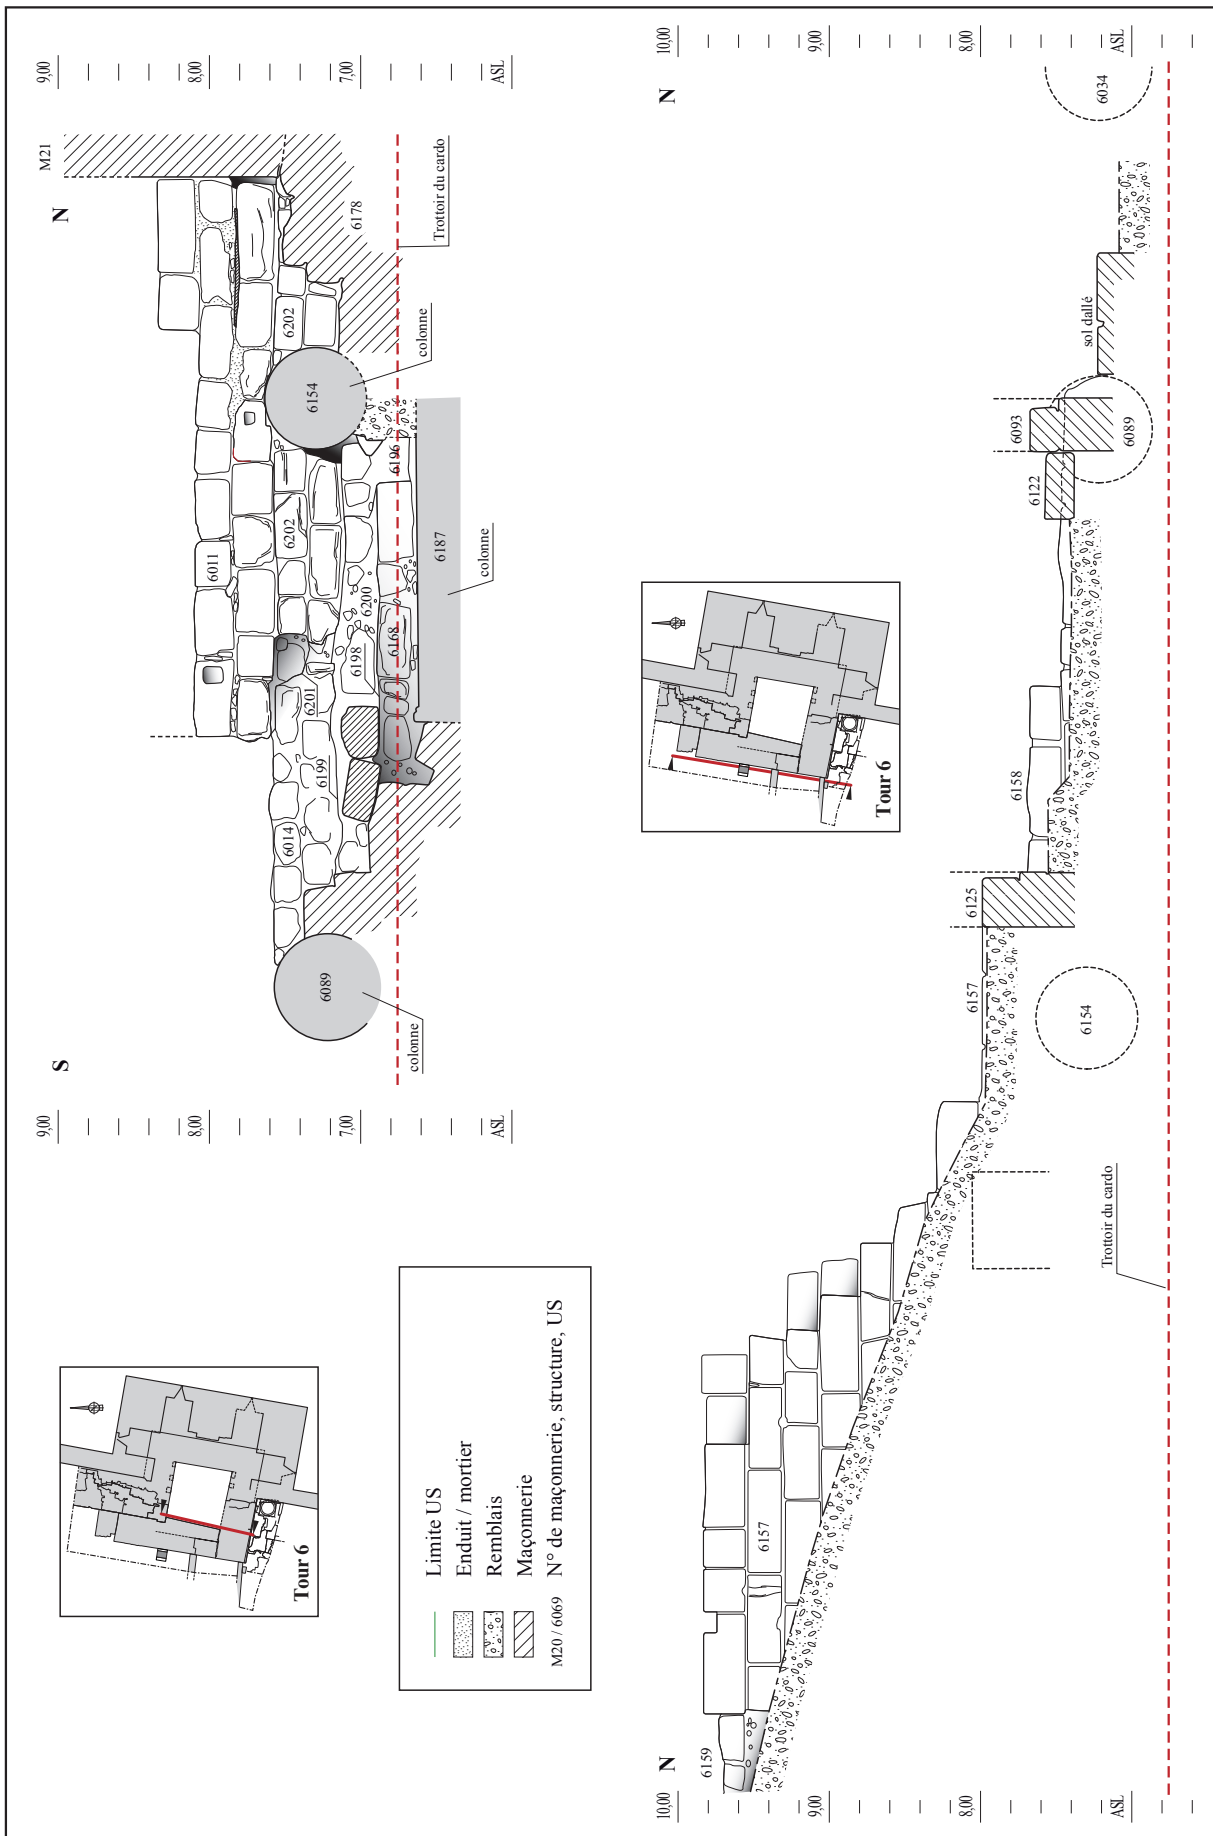 S
N
M21
9,00
8,00
7,00
ASL
9,00
8,00
7,00
ASL
6011
6202
6202
6154
6178
6014
6199
6201
6198
6200
6168
6196
6187
6089
colonne
colonne
colonne
Trottoir du cardo
Tour 6
Limite US
Enduit / mortier
Remblais
Maçonnerie
M20 / 6069 N° de maçonnerie, structure, US
N
N
10,00
9,00
8,00
ASL
10,00
9,00
8,00
ASL
6159
6157
6157
6125
6154
6158
6122
6093
6089
sol dallé
6034
Trottoir du cardo
Tour 6